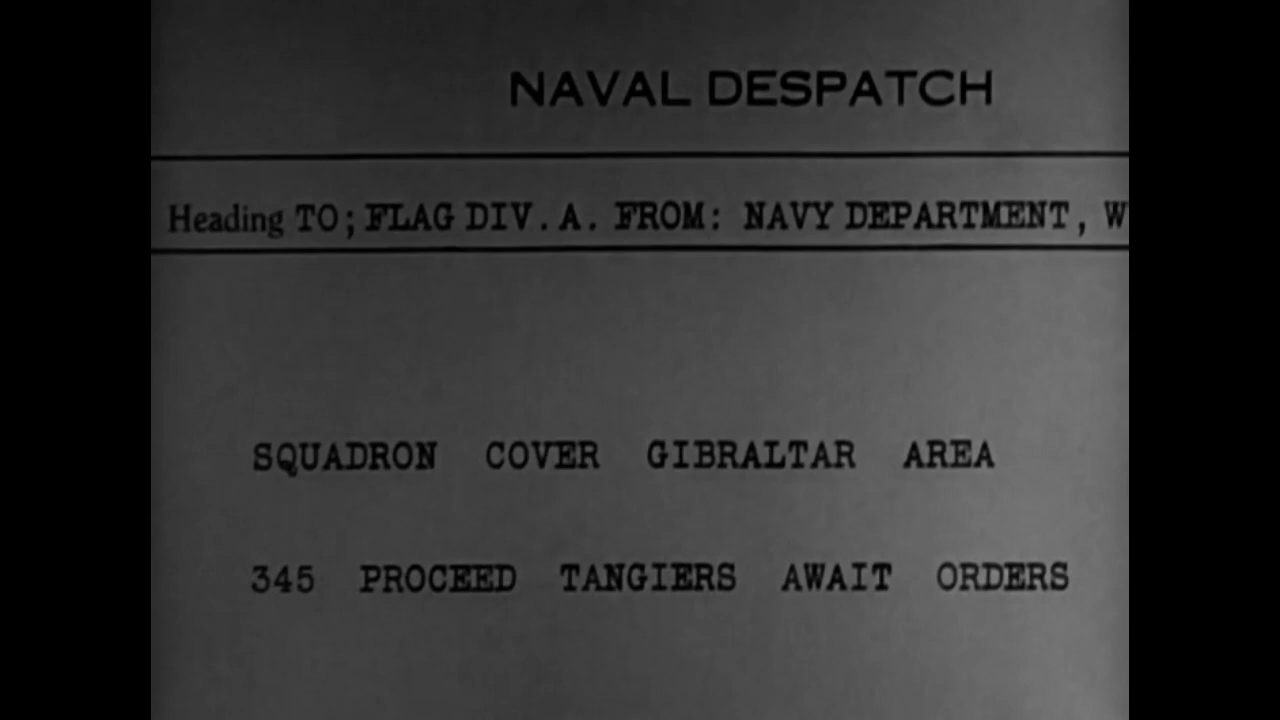 NAVAL DESPATCH
Heading TO; FLAG DIV. A. FROM: NAVY DEPARTMENT, W
SQUADRON COVER GIBRALTAR AREA
345 PROCEED TANGIERS AWAIT ORDERS